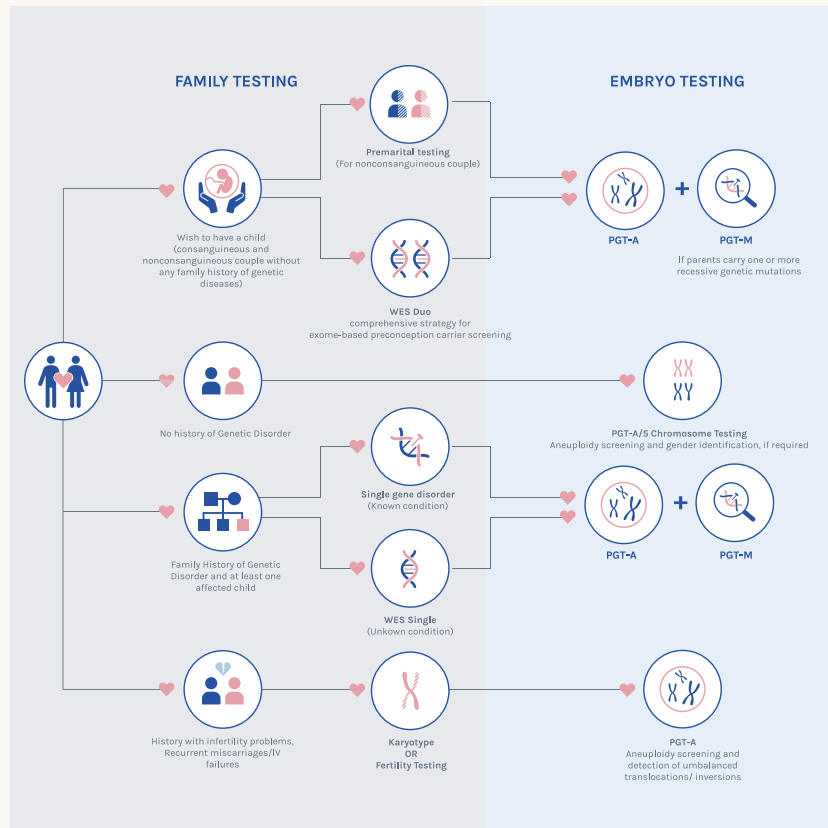 FAMILY TESTING
EMBRYO TESTING
Premarital testing
(For nonconsanguineous couple)
Wish to have a child
(consanguineous and
nonconsanguineous couple without
any family history of genetic
diseases)
+
PGT-A
PGT-M
If parents carry one or more
recessive genetic mutations
WES Duo
comprehensive strategy for
exome-based preconception carrier screening
No history of Genetic Disorder
PGT-A/5 Chromosome Testing
Aneuploidy screening and gender identification, if required
Single gene disorder
(Known condition)
+
PGT-A
PGT-M
Family History of Genetic
Disorder and at least one
affected child
WES Single
(Unkown condition)
History with infertility problems,
Recurrent miscarriages/IV
failures
Karyotype
OR
Fertility Testing
PGT-A
Aneuploidy screening and
detection of umbalanced
translocations/ inversions